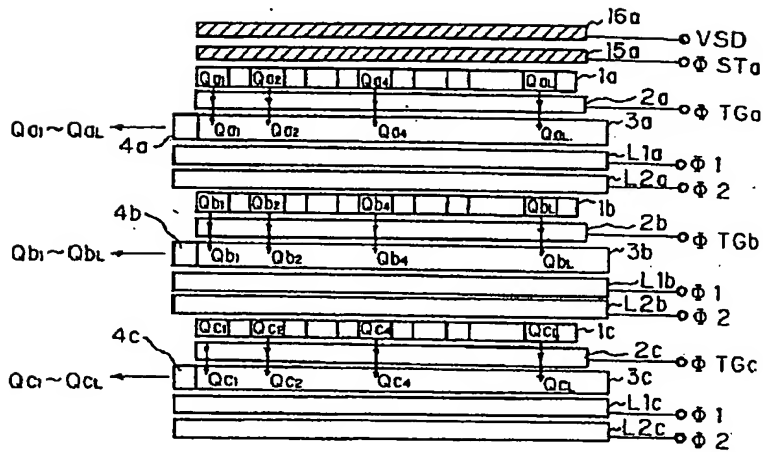 16a
VSD
15a
Φ STa
Qa1 Qa2 Qa4 QaL 1a
2a
Φ TGa
Qa1~QaL 4a Qa1 Qa2 Qa4 QaL 3a
L1a
Φ 1
L2a
Φ 2
4b Qb1 Qb2 Qb4 QbL 1b
2b
Φ TGb
Qb1~QbL Qb1 Qb2 Qb4 QbL 3b
L1b
Φ 1
L2b
Φ 2
4c Qc1 Qc2 Qc4 QcL 1c
2c
Φ TGc
Qc1~QcL Qc1 Qc2 Qc4 QcL 3c
L1c
Φ 1
L2c
Φ 2